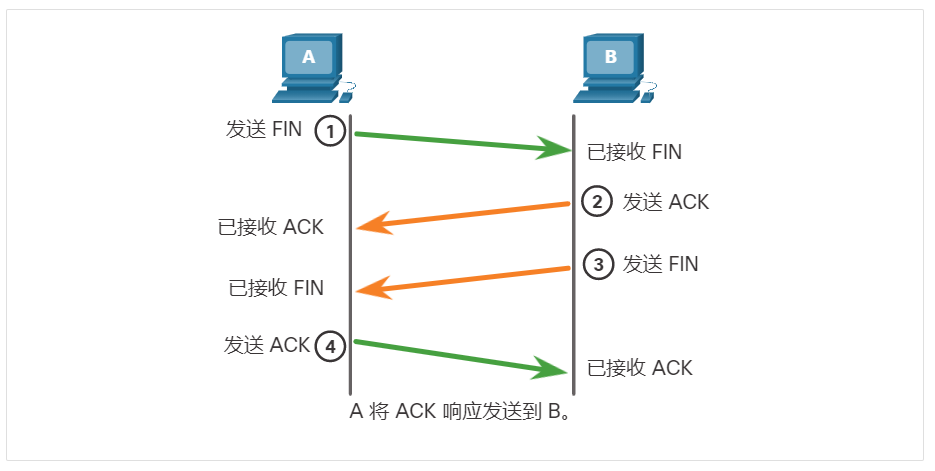 A
B
发送 FIN
1
已接收 FIN
2
发送 ACK
已接收 ACK
3
发送 FIN
已接收 FIN
发送 ACK
4
已接收 ACK
A 将 ACK 响应发送到 B。